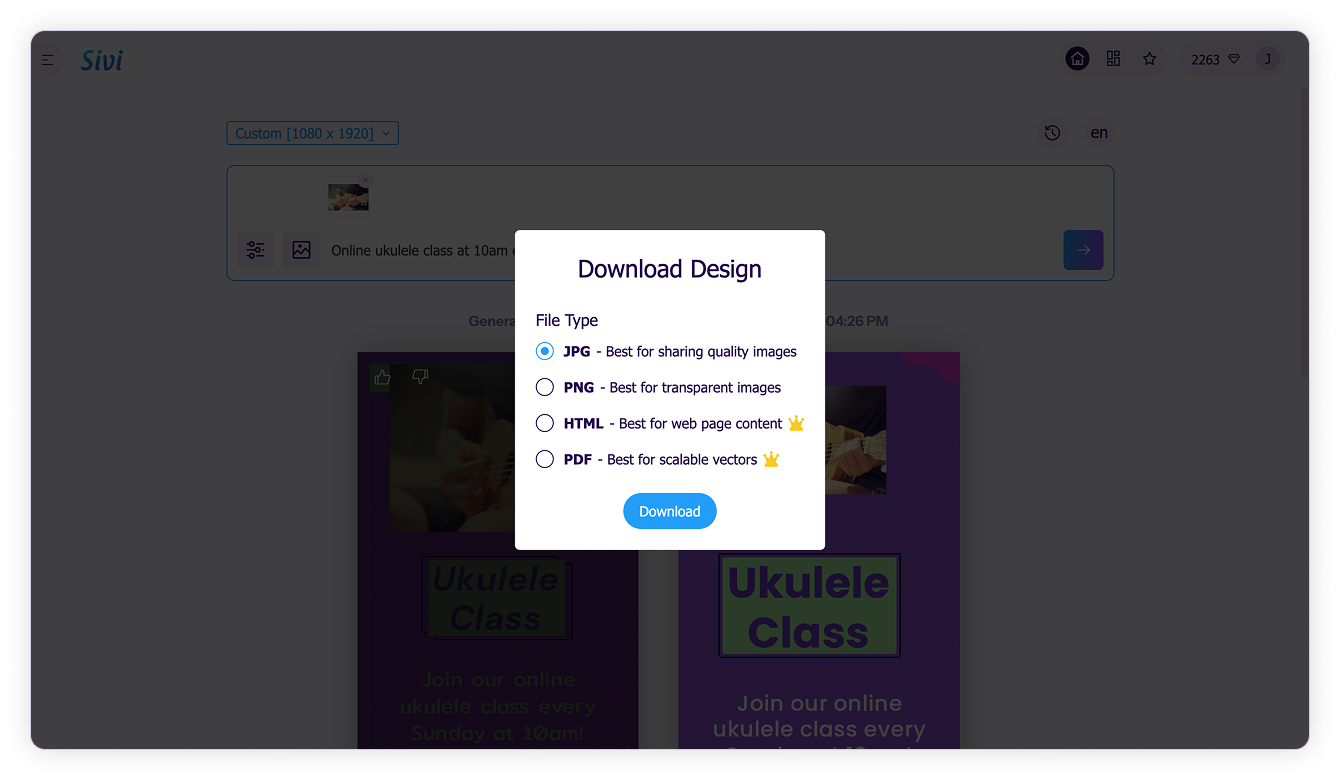 Sivi
2263
J
Custom [1080 x 1920]
en
Online ukulele class at 10am
Download Design
File Type
JPG - Best for sharing quality images
PNG - Best for transparent images
HTML - Best for web page content
PDF - Best for scalable vectors
Download
04:26 PM
Ukulele
Class
Join our online
ukulele class every
Sunday at 10am!
Ukulele
Class
Join our online
ukulele class every